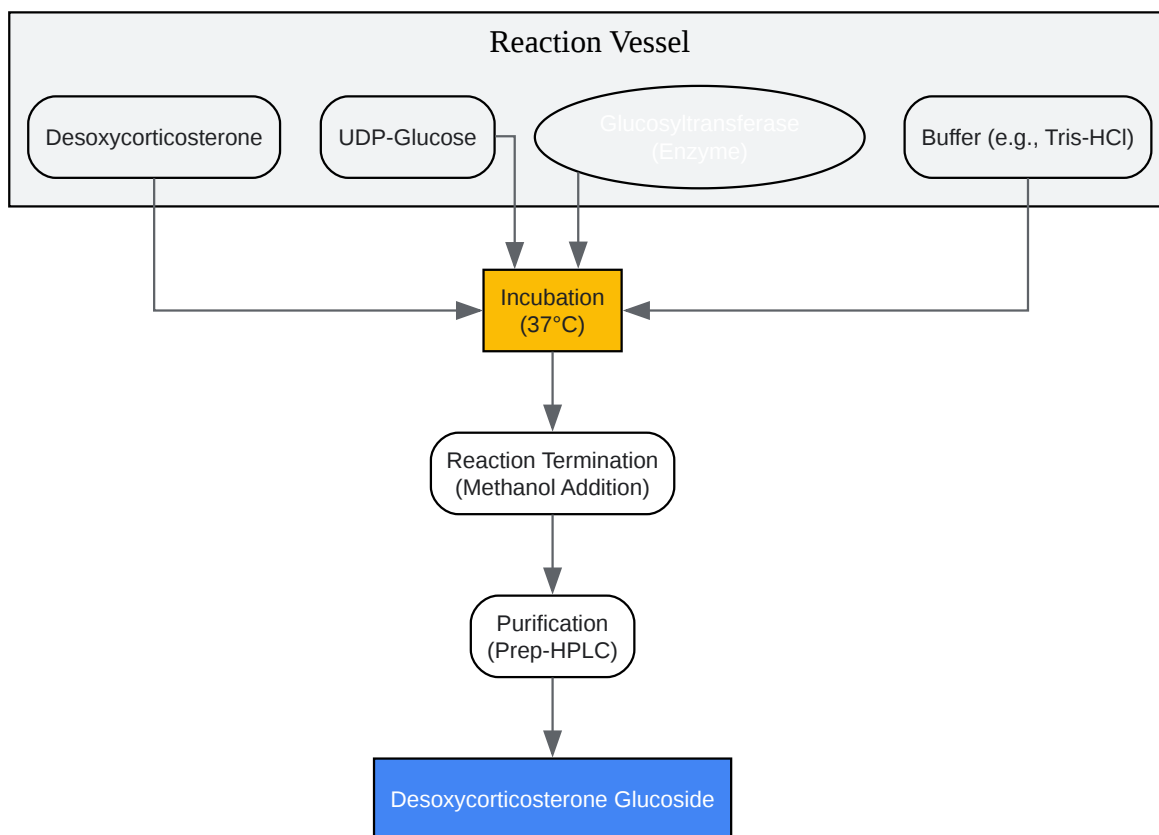 Reaction Vessel
Desoxycorticosterone
UDP-Glucose
Glucosyltransferase
(Enzyme)
Buffer (e.g., Tris-HCl)
Incubation
(37°C)
Reaction Termination
(Methanol Addition)
Purification
(Prep-HPLC)
Desoxycorticosterone Glucoside